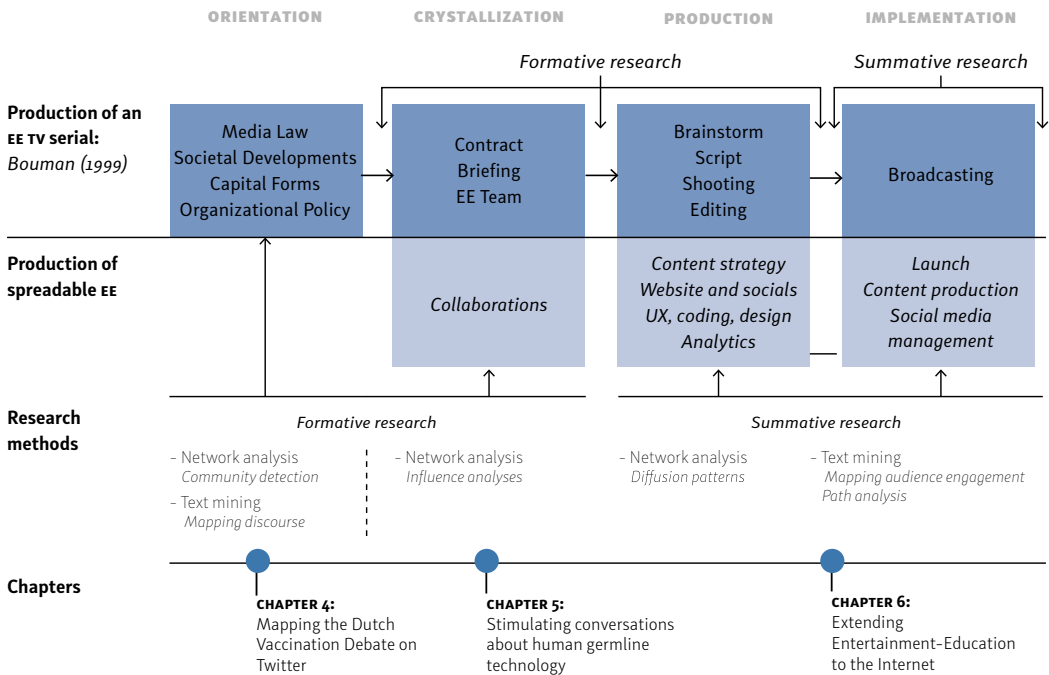 ORIENTATION
CRYSTALLIZATION
PRODUCTION
IMPLEMENTATION
Formative research
Summative research
Production of an
EE TV serial:
Bouman (1999)
Media Law
Societal Developments
Capital Forms
Organizational Policy
Contract
Briefing
EE Team
Brainstorm
Script
Shooting
Editing
Broadcasting
Production of
spreadable EE
Collaborations
Content strategy
Website and socials
UX, coding, design
Analytics
Launch
Content production
Social media
management
Research
methods
Formative research
Summative research
- Network analysis
Community detection
- Text mining
Mapping discourse
- Network analysis
Influence analyses
- Network analysis
Diffusion patterns
- Text mining
Mapping audience engagement
Path analysis
Chapters
CHAPTER 4:
Mapping the Dutch
Vaccination Debate on
Twitter
CHAPTER 5:
Stimulating conversations
about human germline
technology
CHAPTER 6:
Extending
Entertainment-Education
to the Internet